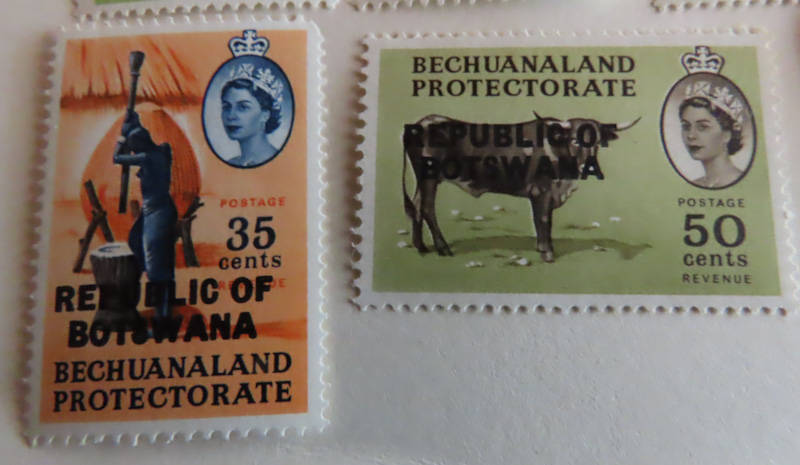 POSTAGE
35
cents
REVENUE
REPUBLIC OF
BOTSWANA
BECHUANALAND
PROTECTORATE
BECHUANALAND
PROTECTORATE
REPUBLIC OF
BOTSWANA
POSTAGE
50
cents
REVENUE